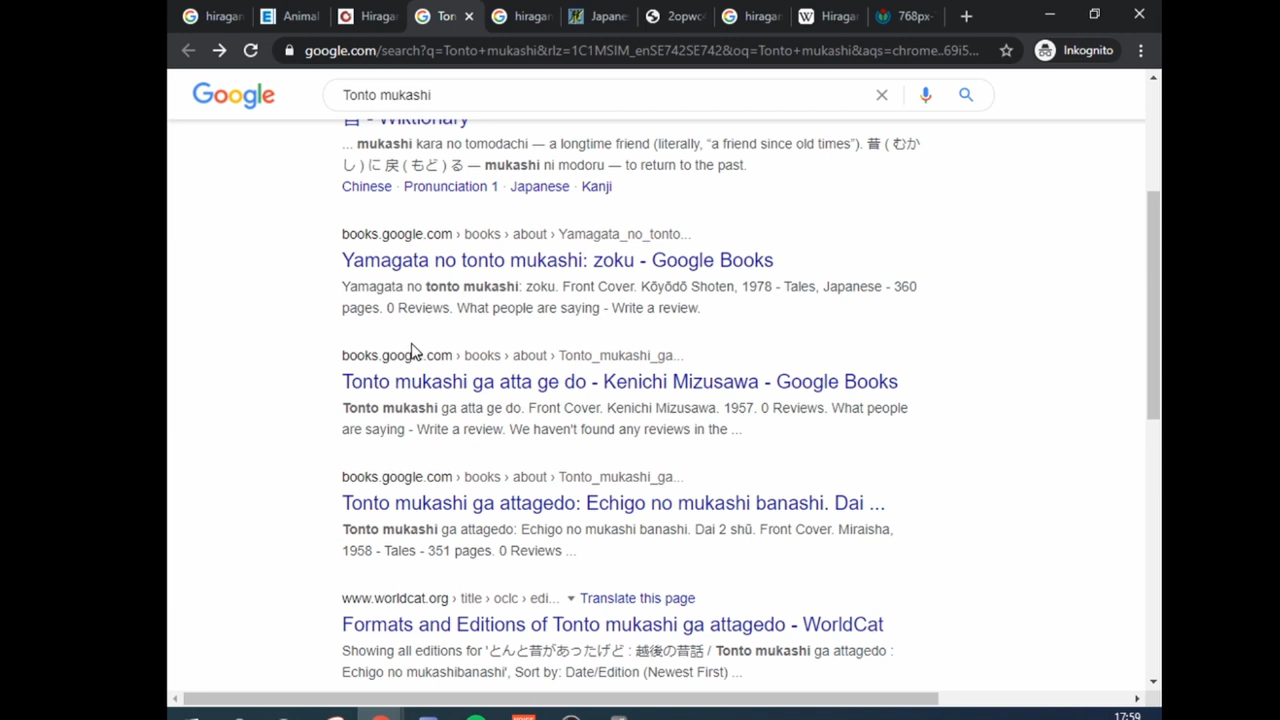 hiragan
Animal
Hiraga
Ton
hiragan
Japane
2opwc
hiragan
Hiraga
768px-
google.com/search?q=Tonto+mukashi&rlz=1C1MSIM_enSE742SE742&oq=Tonto+mukashi&aqs=chrome..69i5...
Inkognito
Google
Tonto mukashi
昔 - Wiktionary
... mukashi kara no tomodachi — a longtime friend (literally, “a friend since old times”). 昔 ( むか
し ) に 戻 ( もど ) る — mukashi ni modoru — to return to the past.
Chinese · Pronunciation 1 · Japanese · Kanji
books.google.com › books › about › Yamagata_no_tonto...
Yamagata no tonto mukashi: zoku - Google Books
Yamagata no tonto mukashi: zoku. Front Cover. Kōyōdō Shoten, 1978 - Tales, Japanese - 360
pages. 0 Reviews. What people are saying - Write a review.
books.google.com › books › about › Tonto_mukashi_ga...
Tonto mukashi ga atta ge do - Kenichi Mizusawa - Google Books
Tonto mukashi ga atta ge do. Front Cover. Kenichi Mizusawa. 1957. 0 Reviews. What people
are saying - Write a review. We haven't found any reviews in the ...
books.google.com › books › about › Tonto_mukashi_ga...
Tonto mukashi ga attagedo: Echigo no mukashi banashi. Dai ...
Tonto mukashi ga attagedo: Echigo no mukashi banashi. Dai 2 shū. Front Cover. Miraisha,
1958 - Tales - 351 pages. 0 Reviews ...
www.worldcat.org › title › oclc › edi... Translate this page
Formats and Editions of Tonto mukashi ga attagedo - WorldCat
Showing all editions for 'とんと昔があったげど : 越後の昔話 / Tonto mukashi ga attagedo :
Echigo no mukashibanashi', Sort by: Date/Edition (Newest First) ...
17:59